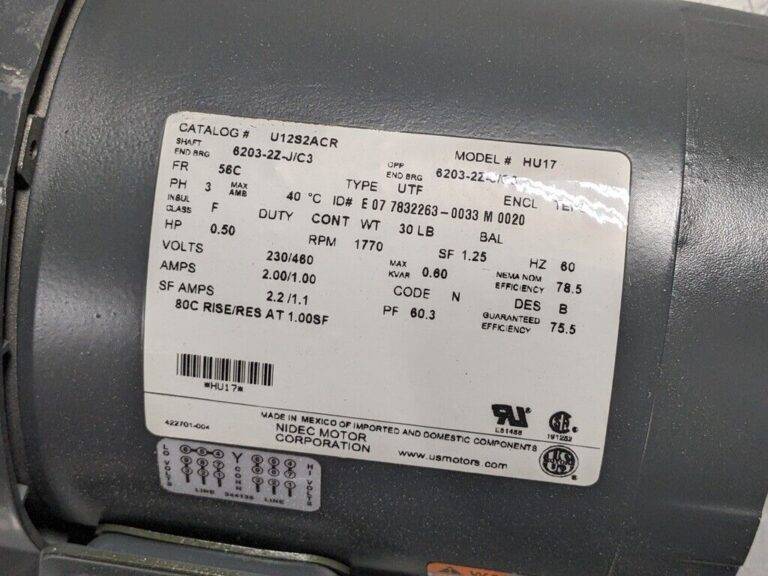 CATALOG # U12S2ACR MODEL # HU17
SHAFT END BRG 6203-2Z-J/C3 OPP END BRG 6203-2Z-J/C3
FR 56C TYPE UTF ENCL
PH 3 MAX AMB 40 °C ID# E 07 7832263-0033 M 0020
INSUL CLASS F DUTY CONT WT 30 LB BAL
HP 0.50 RPM 1770 SF 1.25 HZ 60
VOLTS 230/460 MAX KVAR 0.60 NEMA NOM EFFICIENCY 78.5
AMPS 2.00/1.00 CODE N DES B
SF AMPS 2.2 /1.1 PF 60.3 GUARANTEED EFFICIENCY 75.5
80C RISE/RES AT 1.00SF
*HU17*
422701-004
MADE IN MEXICO OF IMPORTED AND DOMESTIC COMPONENTS
NIDEC MOTOR
CORPORATION
www.usmotors.com
LO VOLTS
Y CONN
HI VOLTS
LINE 344136 LINE